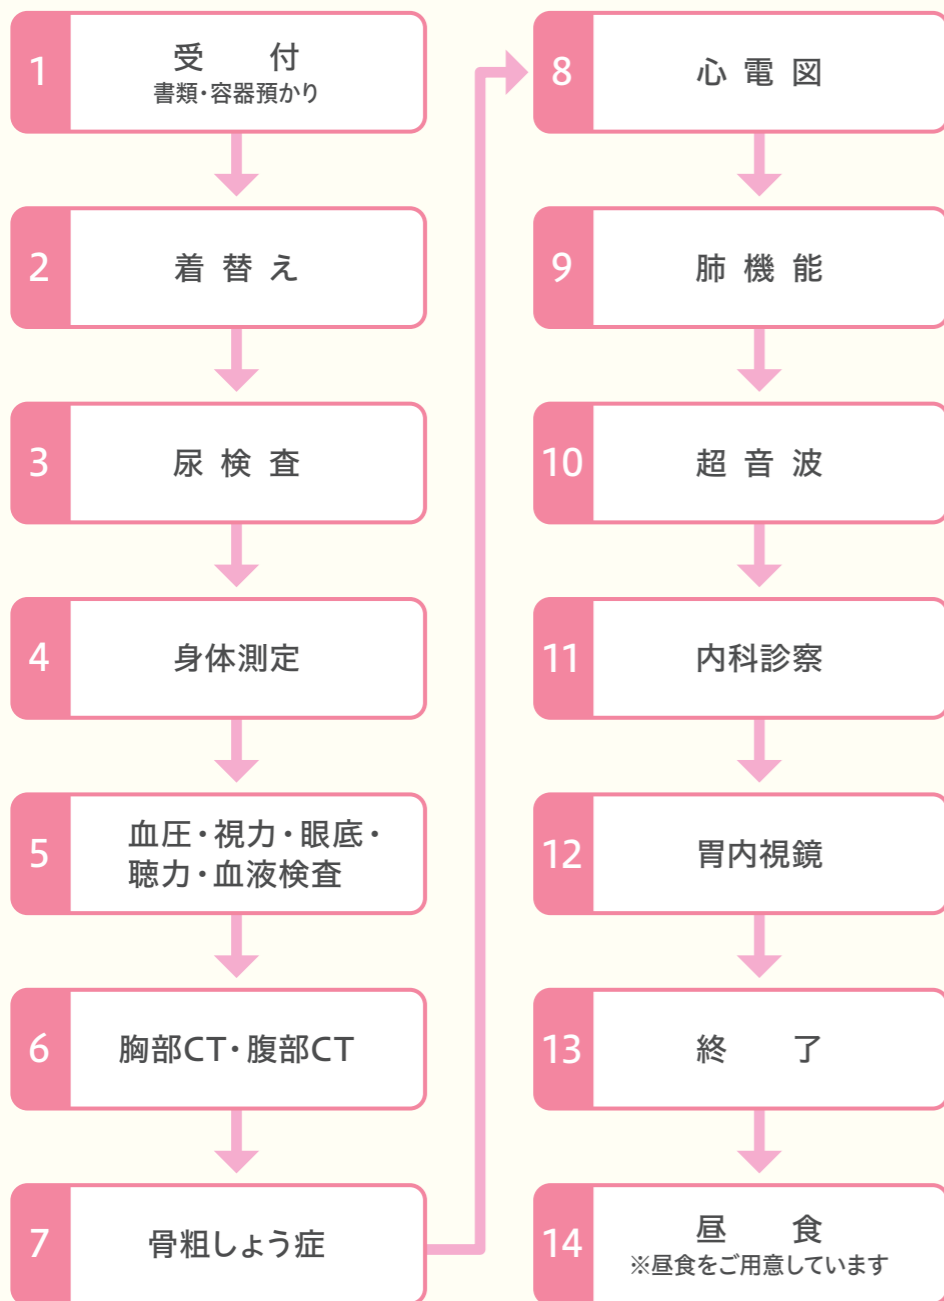 1
受 付
書類・容器預かり
2
着 替 え
3
尿 検 査
4
身体測定
5
血圧・視力・眼底・
聴力・血液検査
6
胸部CT・腹部CT
7
骨粗しょう症
8
心 電 図
9
肺 機 能
10
超 音 波
11
内科診察
12
胃内視鏡
13
終 了
14
昼 食
※昼食をご用意しています